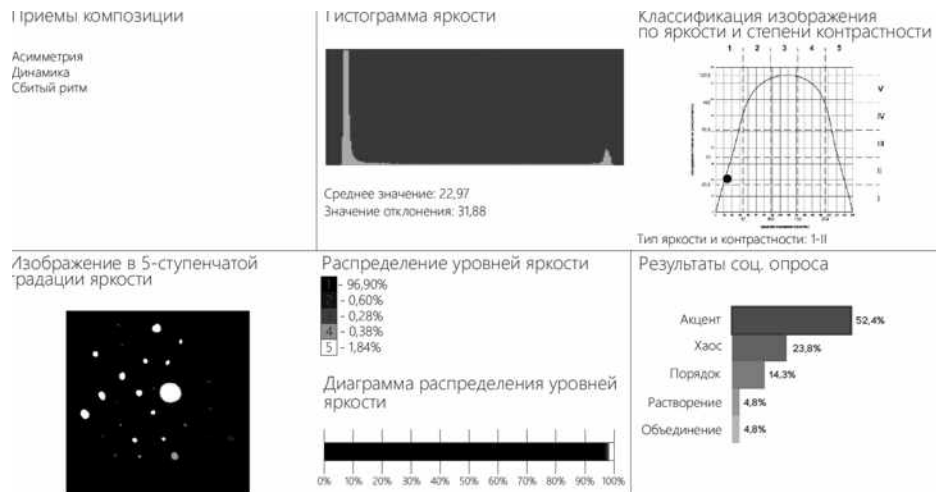 Приемы композиции
Асимметрия
Динамика
Сбитый ритм
Гистограмма яркости
Среднее значение: 22,97
Значение отклонения: 31,88
Классификация изображения
по яркости и степени контрастности
1 2 3 4 5
V
IV
III
II
I
Тип яркости и контрастности: 1-II
Изображение в 5-ступенчатой
градации яркости
Распределение уровней яркости
1 - 96,90%
2 - 0,60%
3 - 0,28%
4 - 0,38%
5 - 1,84%
Диаграмма распределения уровней
яркости
0% 10% 20% 30% 40% 50% 60% 70% 80% 90% 100%
Результаты соц. опроса
Акцент 52,4%
Хаос 23,8%
Порядок 14,3%
Растворение 4,8%
Объединение 4,8%